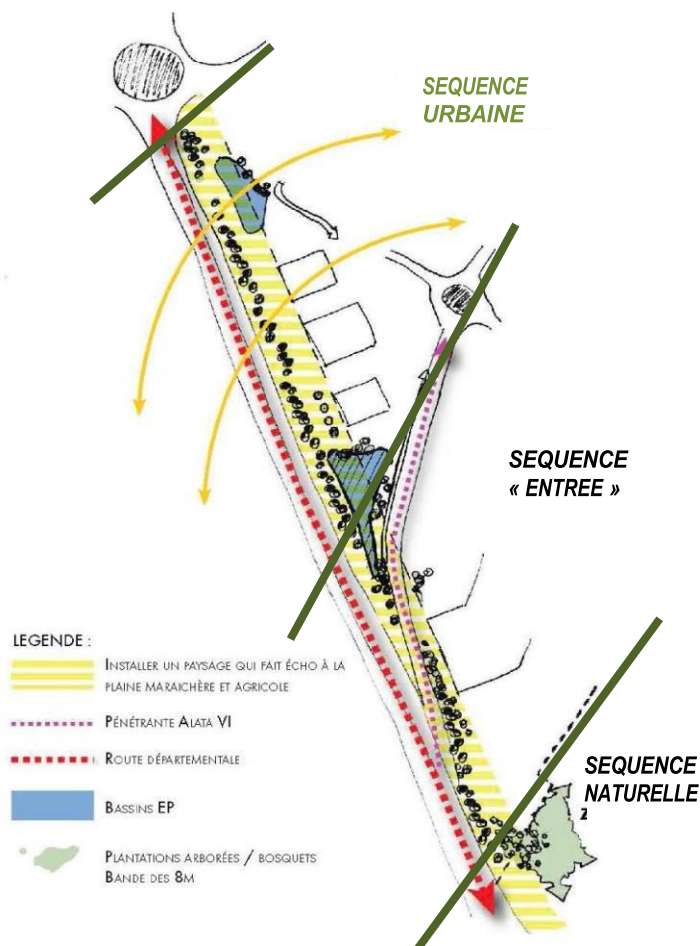 SEQUENCE
URBAINE
SEQUENCE
« ENTREE »
LEGENDE :
INSTALLER UN PAYSAGE QUI FAIT ÉCHO À LA
PLAINE MARAICHÈRE ET AGRICOLE
PÉNÉTRANTE ALATA VI
ROUTE DÉPARTEMENTALE
BASSINS EP
PLANTATIONS ARBORÉES / BOSQUETS
BANDE DES 8M
SEQUENCE
NATURELLE